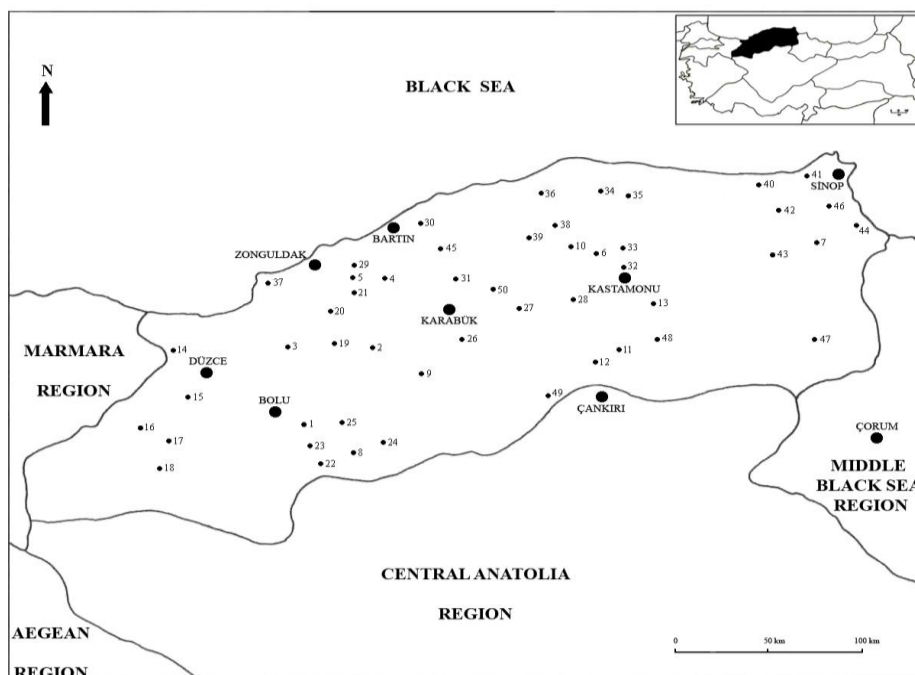 N
BLACK SEA
41
40
SİNOP
36
34
35
46
42
30
38
44
BARTIN
39
7
45
10
33
6
43
ZONGULDAK
29
32
5
4
31
KASTAMONU
37
21
50
28
13
20
27
KARABÜK
19
26
48
47
MARMARA
14
3
2
11
DÜZCE
12
REGION
9
15
49
BOLU
ÇANKIRI
1
25
16
ÇORUM
17
23
24
8
22
18
MIDDLE
BLACK SEA
REGION
CENTRAL ANATOLIA
REGION
AEGEAN
REGION
0
50 km
100 km